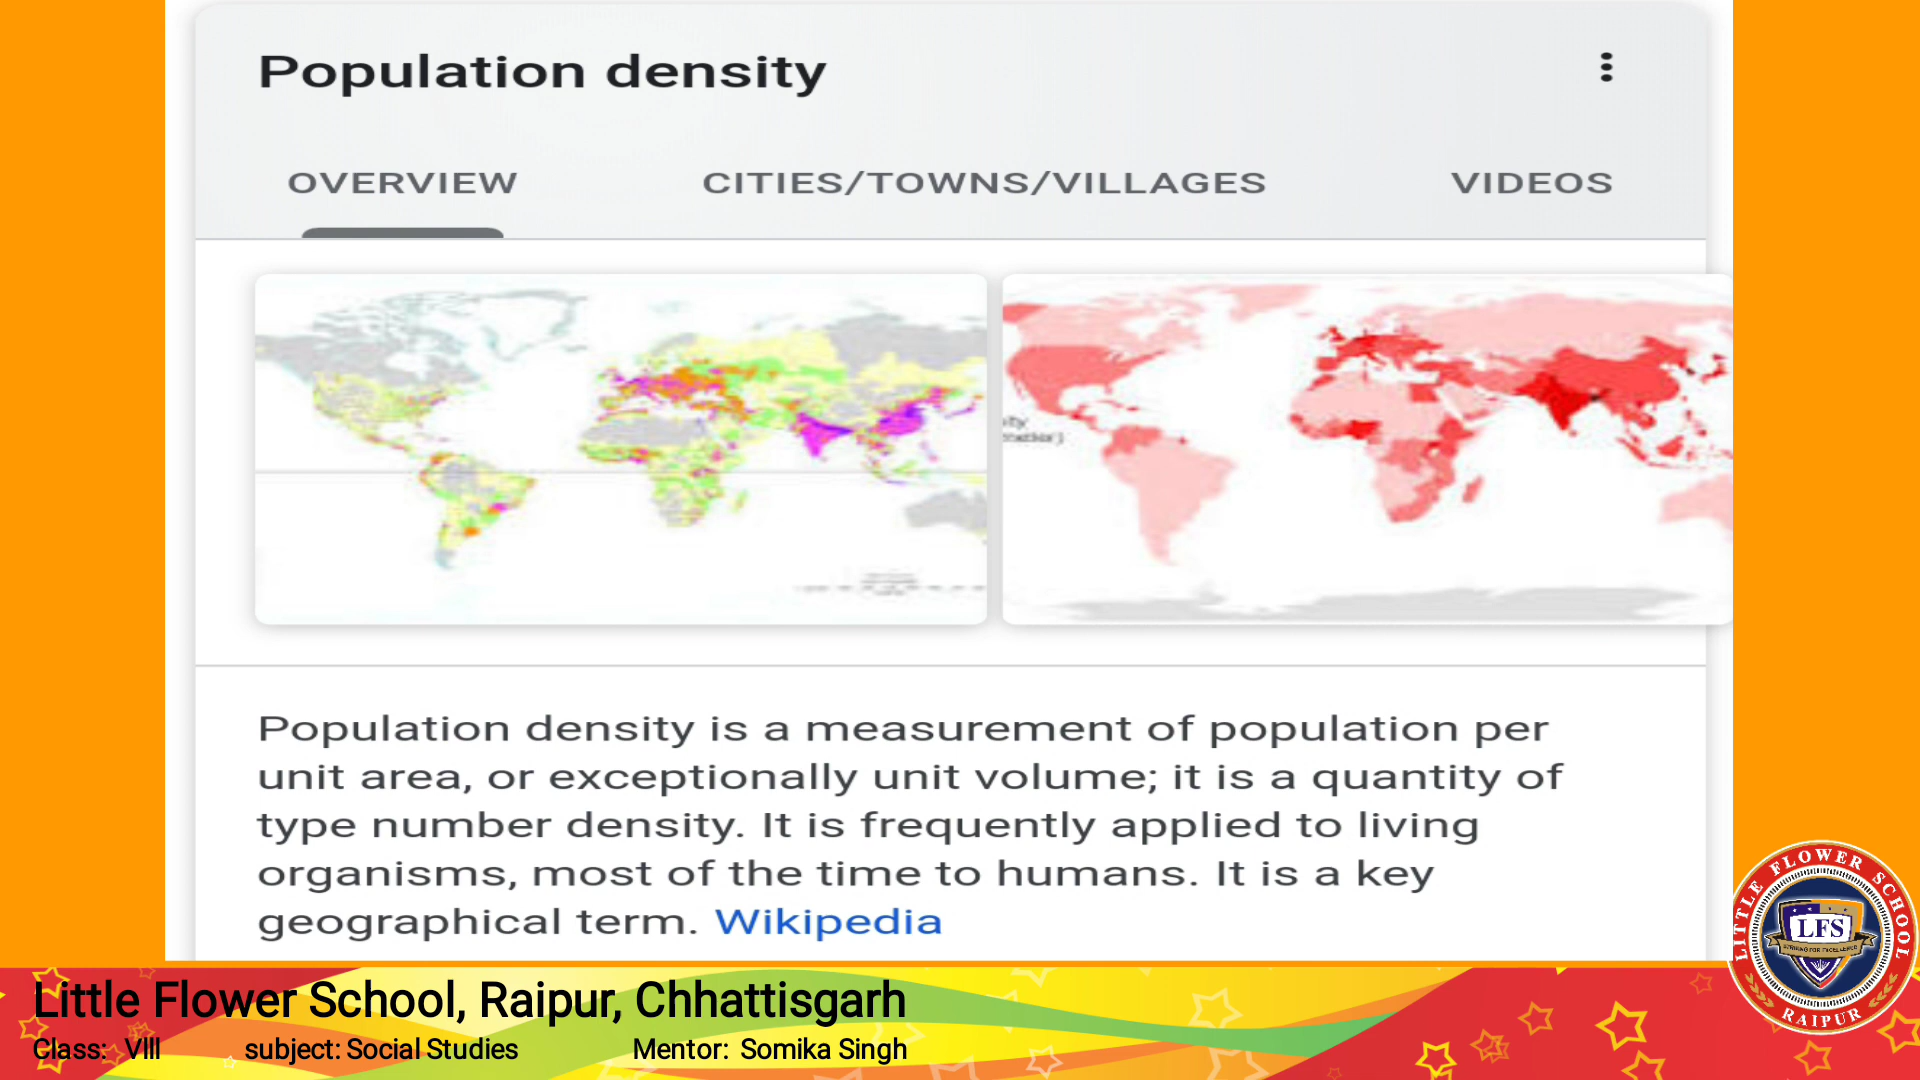 Population density
OVERVIEW CITIES/TOWNS/VILLAGES VIDEOS
Population density is a measurement of population per
unit area, or exceptionally unit volume; it is a quantity of
type number density. It is frequently applied to living
organisms, most of the time to humans. It is a key
geographical term. Wikipedia
LITTLE FLOWER SCHOOL
LFS
STRIVING FOR EXCELLENCE
RAIPUR
Little Flower School, Raipur, Chhattisgarh
Class: VIII subject: Social Studies Mentor: Somika Singh